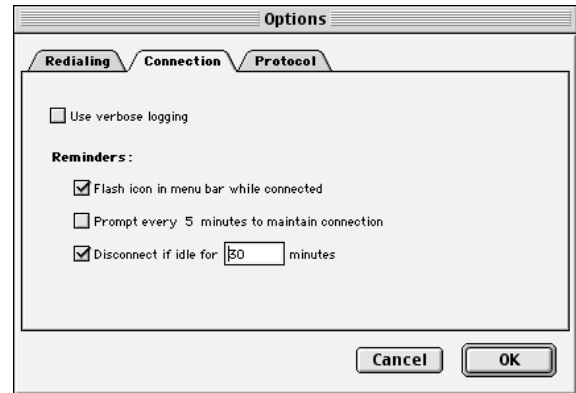 Options
Redialing Connection Protocol
Use verbose logging
Reminders:
Flash icon in menu bar while connected
Prompt every 5 minutes to maintain connection
Disconnect if idle for 30 minutes
Cancel OK